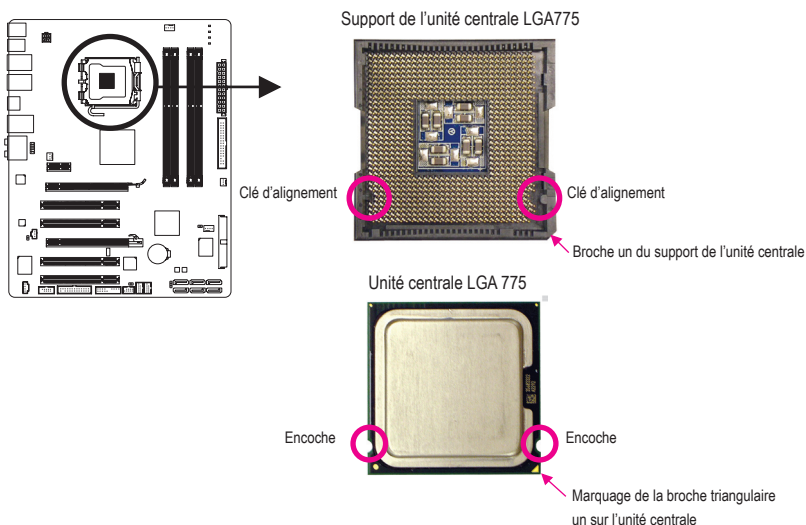 Support de l'unité centrale LGA775
Clé d'alignement
Clé d'alignement
Broche un du support de l'unité centrale
Unité centrale LGA 775
Encoche
Encoche
Marquage de la broche triangulaire
un sur l'unité centrale